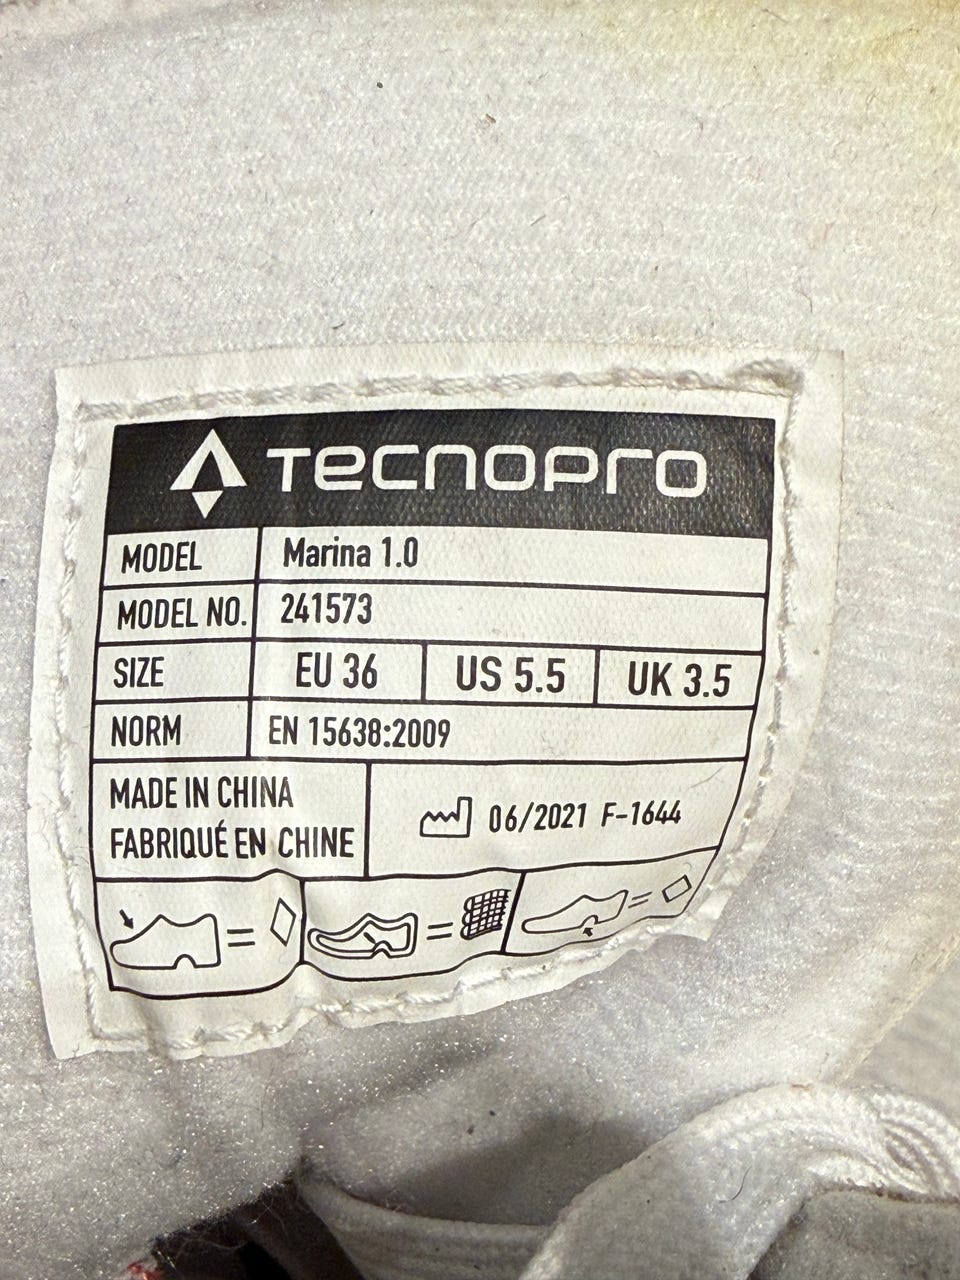 TECNOPRO
MODEL Marina 1.0
MODEL NO. 241573
SIZE EU 36 US 5.5 UK 3.5
NORM EN 15638:2009
MADE IN CHINA
FABRIQUÉ EN CHINE
06/2021 F-1644
= 
=
=